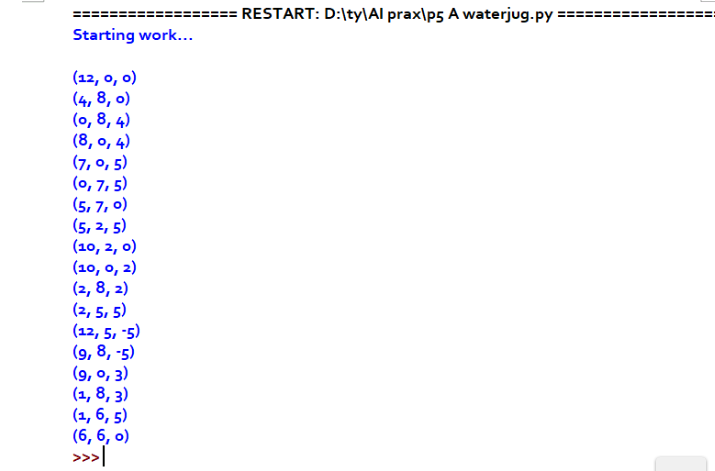 ================== RESTART: D:\ty\AI prax\p5 A waterjug.py =================
Starting work...
(12, 0, 0)
(4, 8, 0)
(0, 8, 4)
(8, 0, 4)
(7, 0, 5)
(0, 7, 5)
(5, 7, 0)
(5, 2, 5)
(10, 2, 0)
(10, 0, 2)
(2, 8, 2)
(2, 5, 5)
(12, 5, -5)
(9, 8, -5)
(9, 0, 3)
(1, 8, 3)
(1, 6, 5)
(6, 6, 0)
>>>